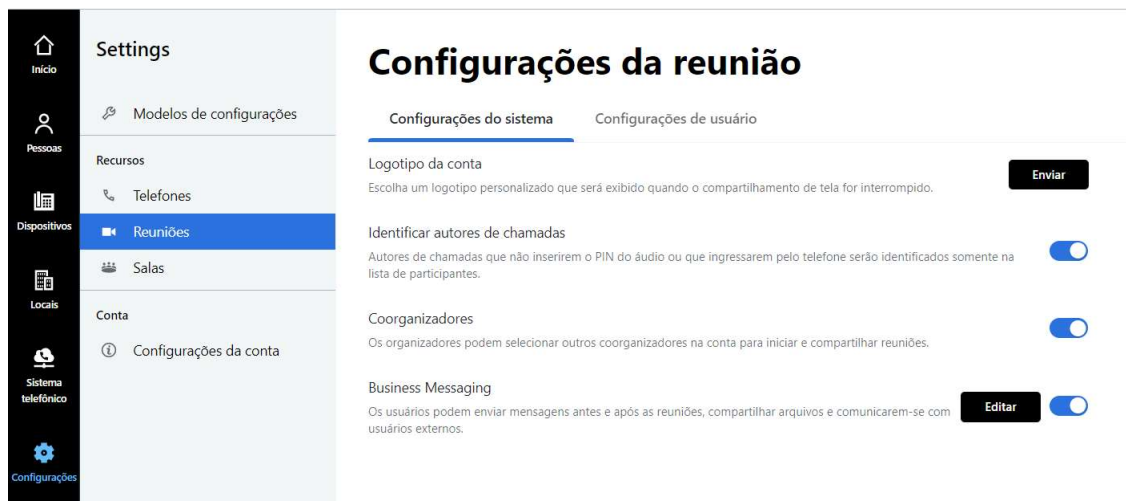 Início
Pessoas
Dispositivos
Locais
Sistema
telefônico
Configurações
Settings
Modelos de configurações
Recursos
Telefones
Reuniões
Salas
Conta
Configurações da conta
Configurações da reunião
Configurações do sistema
Configurações de usuário
Logotipo da conta
Escolha um logotipo personalizado que será exibido quando o compartilhamento de tela for interrompido.
Enviar
Identificar autores de chamadas
Autores de chamadas que não inserirem o PIN do áudio ou que ingressarem pelo telefone serão identificados somente na
lista de participantes.
Coorganizadores
Os organizadores podem selecionar outros coorganizadores na conta para iniciar e compartilhar reuniões.
Business Messaging
Os usuários podem enviar mensagens antes e após as reuniões, compartilhar arquivos e comunicarem-se com
usuários externos.
Editar